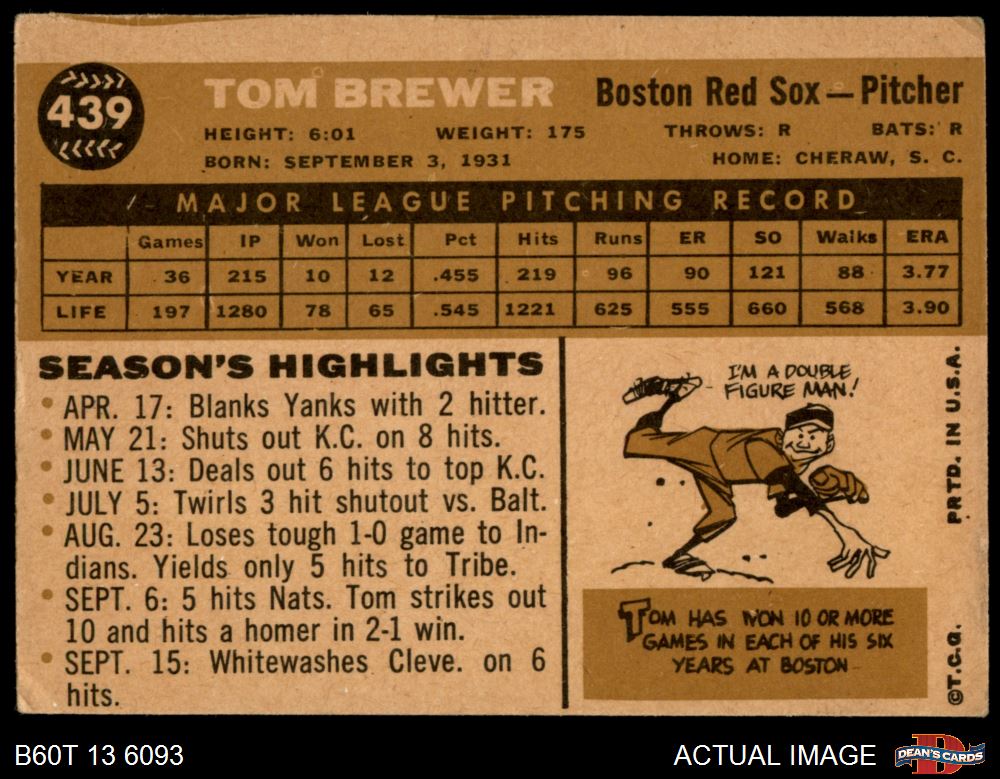 439
TOM BREWER
Boston Red Sox — Pitcher
HEIGHT: 6:01 WEIGHT: 175 THROWS: R BATS: R
BORN: SEPTEMBER 3, 1931 HOME: CHERAW, S. C.
MAJOR LEAGUE PITCHING RECORD
Games IP Won Lost Pct Hits Runs ER SO Walks ERA
YEAR 36 215 10 12 .455 219 96 90 121 88 3.77
LIFE 197 1280 78 65 .545 1221 625 555 660 568 3.90
SEASON'S HIGHLIGHTS
• APR. 17: Blanks Yanks with 2 hitter.
• MAY 21: Shuts out K.C. on 8 hits.
• JUNE 13: Deals out 6 hits to top K.C.
• JULY 5: Twirls 3 hit shutout vs. Balt.
• AUG. 23: Loses tough 1-0 game to In-
dians. Yields only 5 hits to Tribe.
• SEPT. 6: 5 hits Nats. Tom strikes out
10 and hits a homer in 2-1 win.
• SEPT. 15: Whitewashes Cleve. on 6
hits.
I'M A DOUBLE
FIGURE MAN!
TOM HAS WON 10 OR MORE
GAMES IN EACH OF HIS SIX
YEARS AT BOSTON
©T.C.G. PRTD. IN U.S.A.
B60T 13 6093
ACTUAL IMAGE
D
DEAN'S CARDS